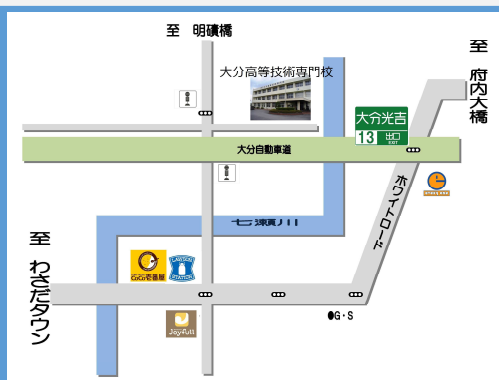 至 明磧橋
大分高等技術専門校
至 府内大橋
大分光吉
13 出口
EXIT
大分自動車道
ホワイトロード
七瀬川
至 わさだタウン
CoCo壱番屋
LAWSON
STATION
Joyfull
●G・S